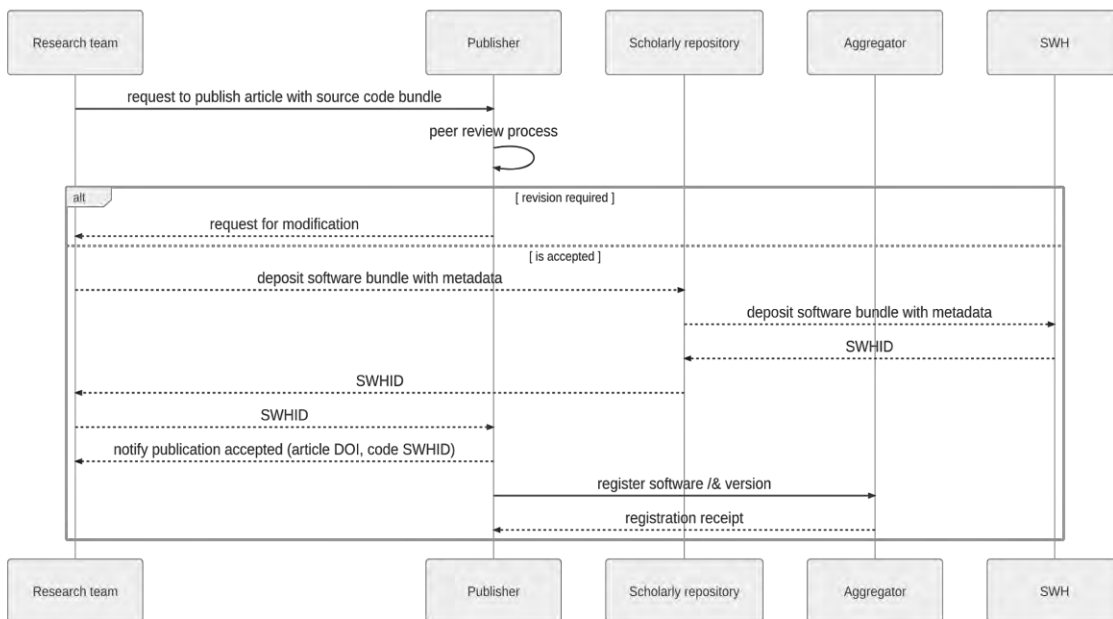 Research team
Publisher
Scholarly repository
Aggregator
SWH
request to publish article with source code bundle
peer review process
alt
[ revision required ]
request for modification
[ is accepted ]
deposit software bundle with metadata
deposit software bundle with metadata
SWHID
SWHID
SWHID
notify publication accepted (article DOI, code SWHID)
register software /& version
registration receipt
Research team
Publisher
Scholarly repository
Aggregator
SWH